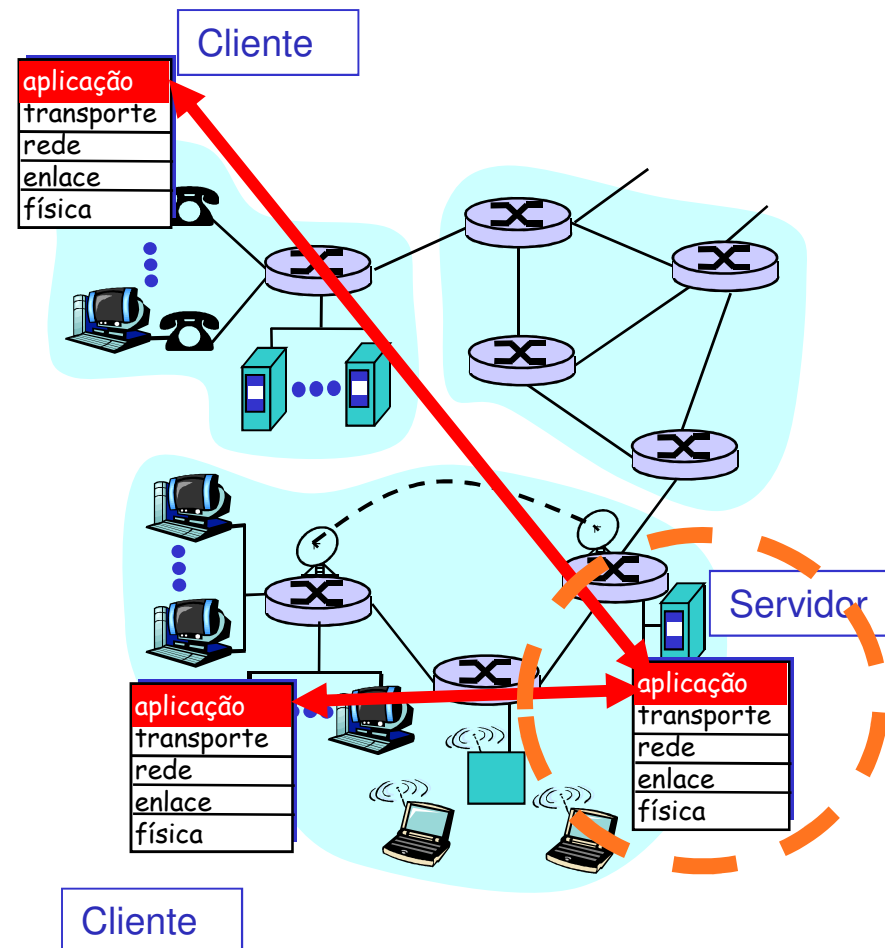 Cliente
aplicação
transporte
rede
enlace
física
Servidor
aplicação
transporte
rede
enlace
física
aplicação
transporte
rede
enlace
física
Cliente